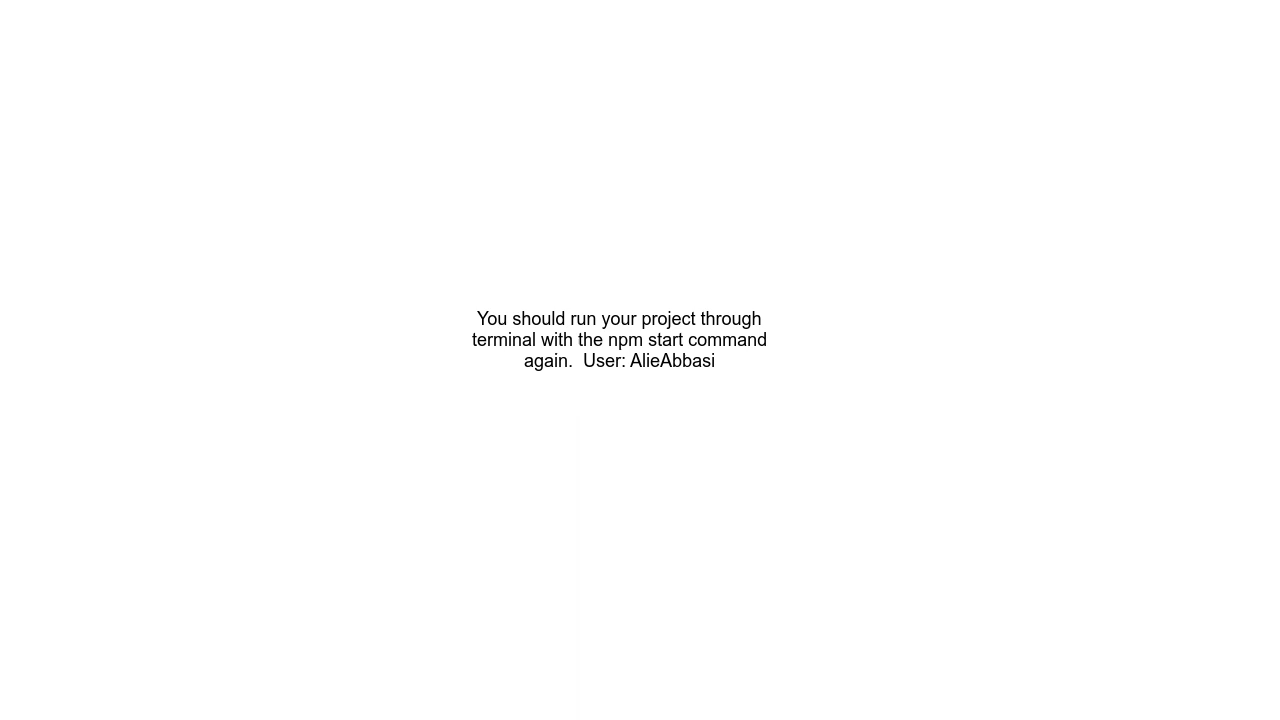 You should run your project through
terminal with the npm start command
again.  User: AlieAbbasi